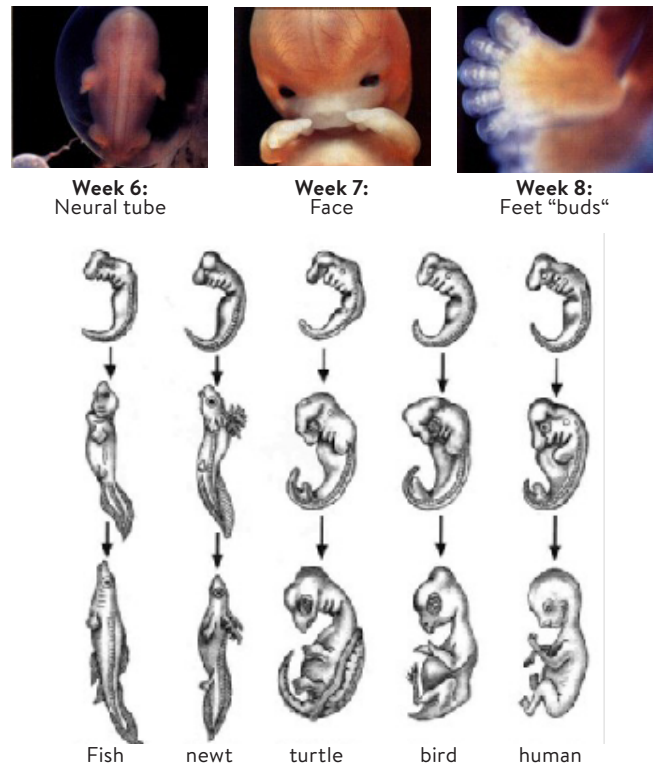 Week 6:
Neural tube
Week 7:
Face
Week 8:
Feet “buds“
Fish
newt
turtle
bird
human